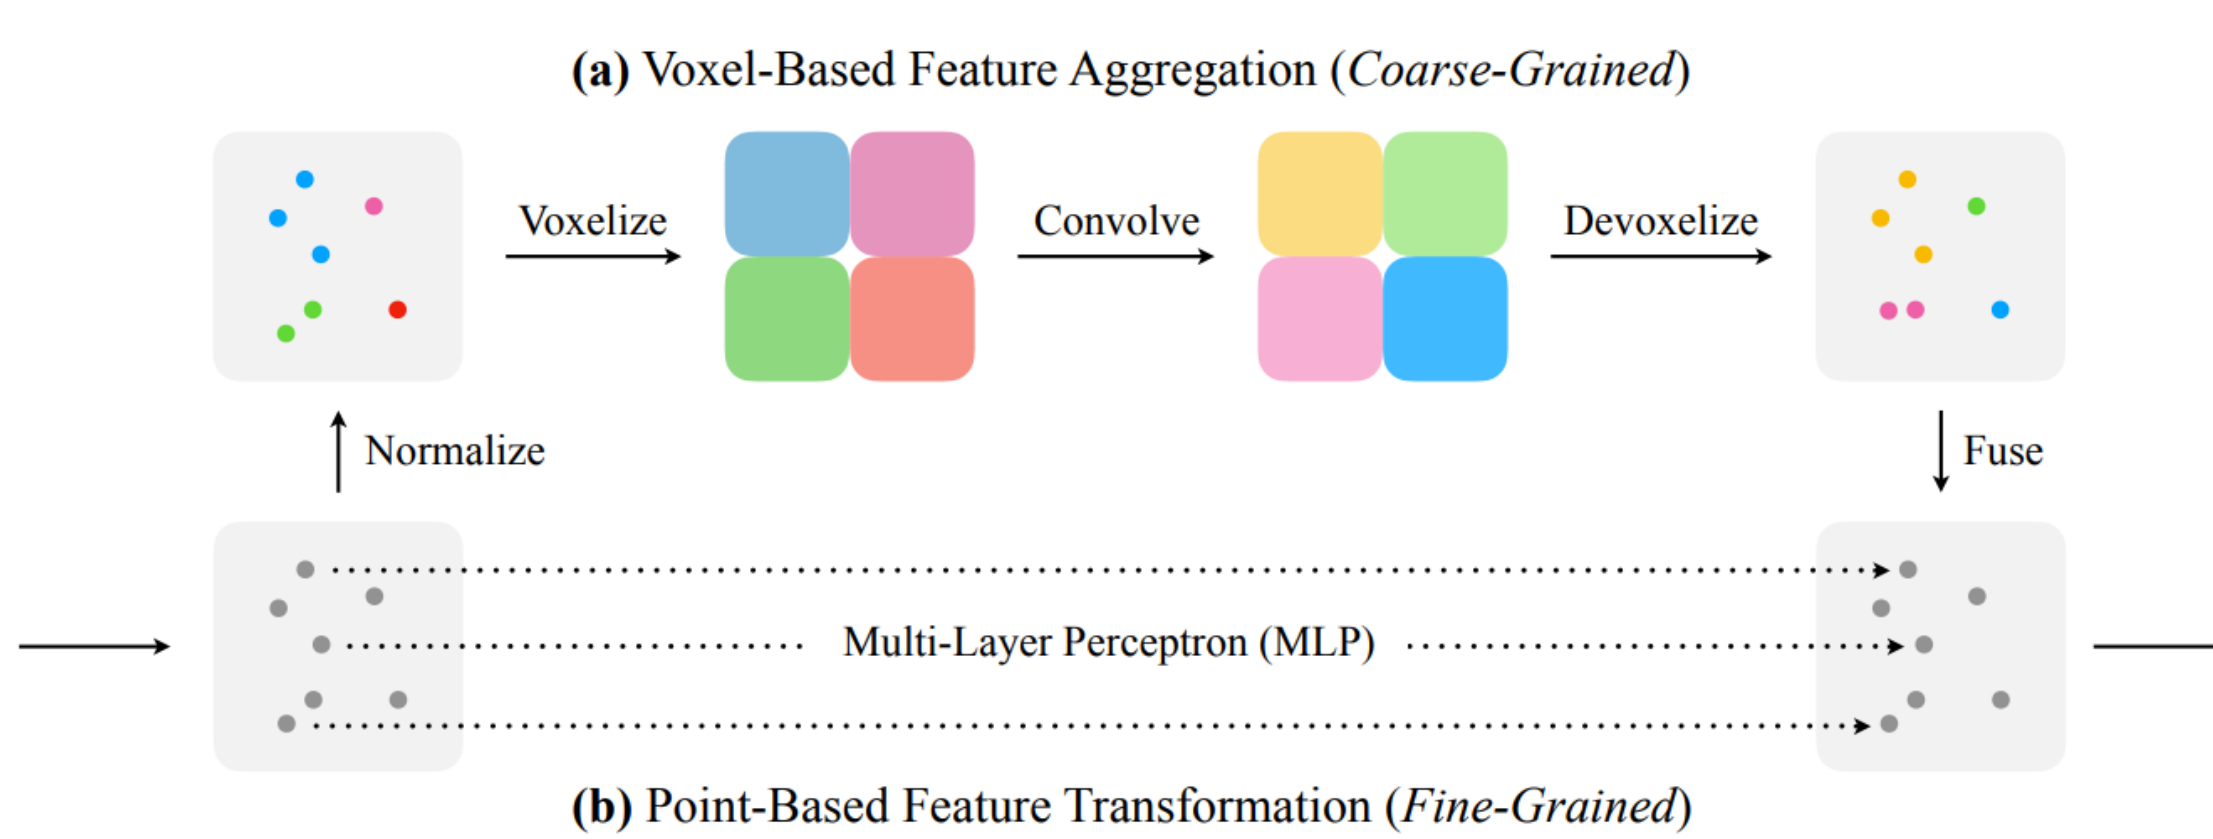 (a) Voxel-Based Feature Aggregation (Coarse-Grained)
Voxelize
Convolve
Devoxelize
Normalize
Fuse
Multi-Layer Perceptron (MLP)
(b) Point-Based Feature Transformation (Fine-Grained)